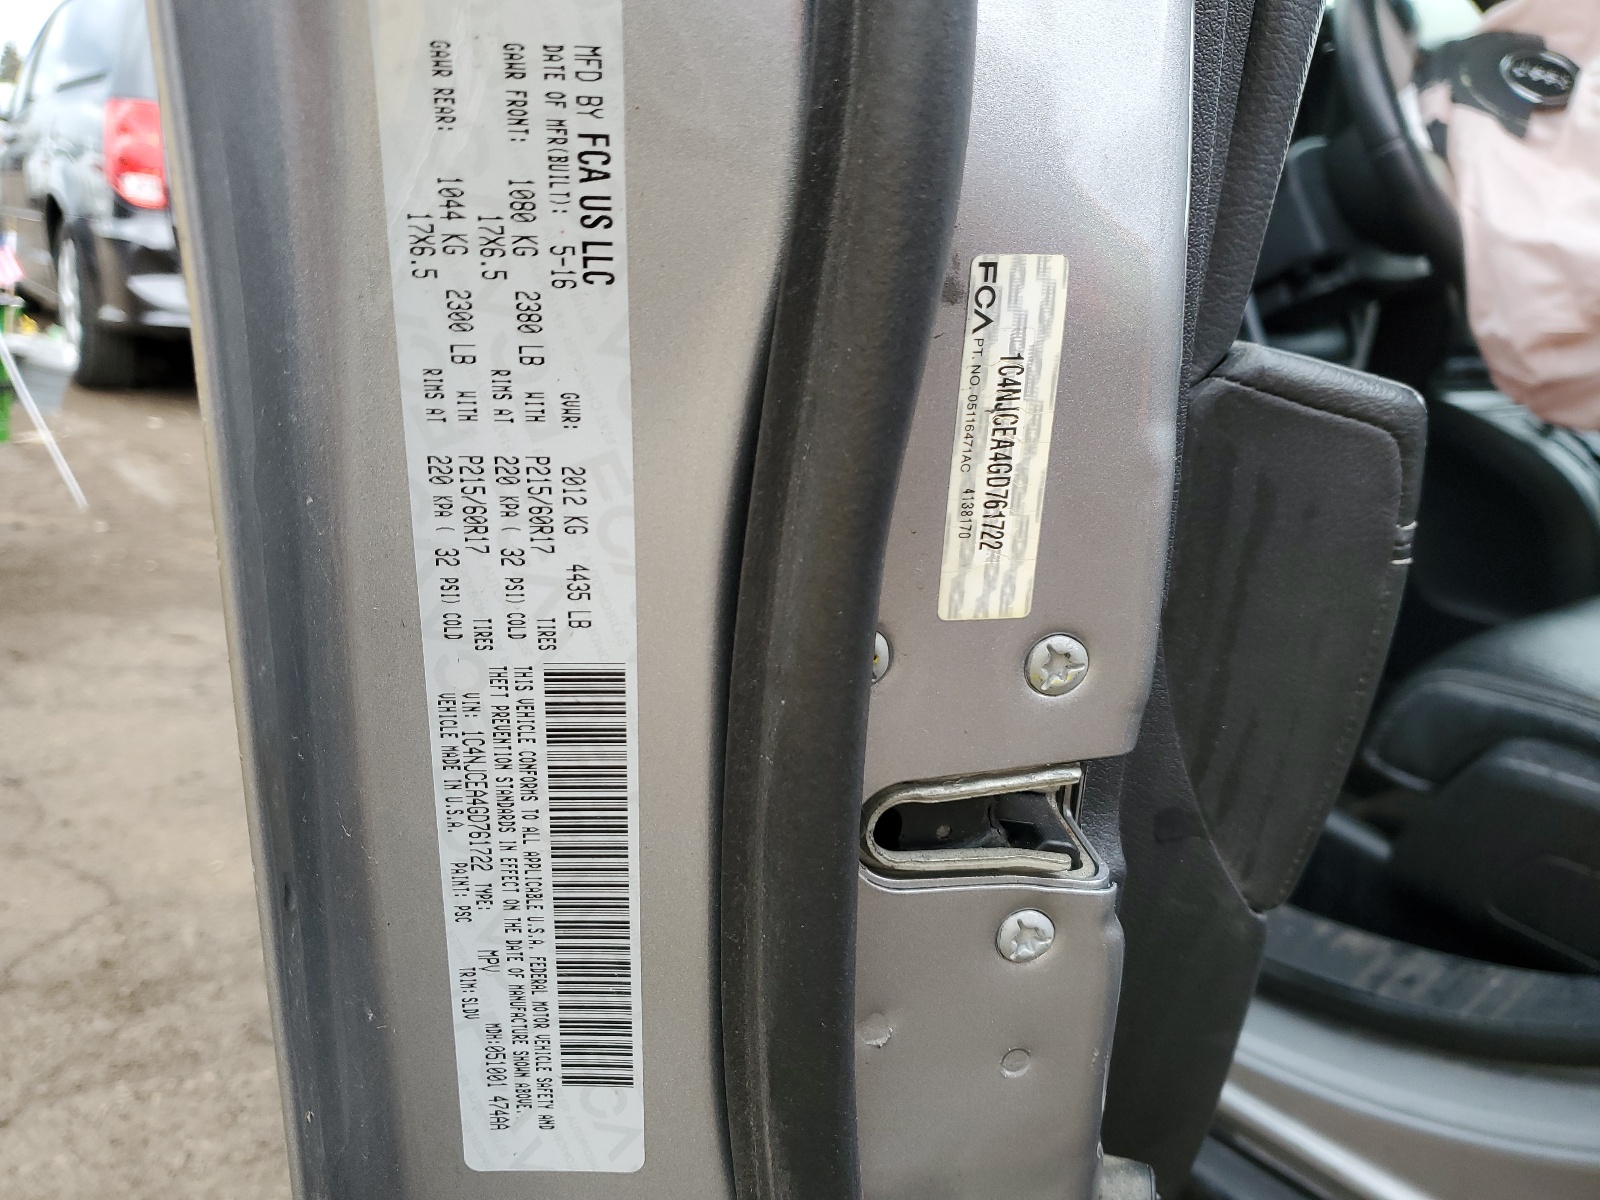 MFD BY FCA US LLC
DATE OF MFR(BUILT): 5-16 GVWR: 2012 KG 4435 LB
GAWR FRONT: 1080 KG 2380 LB WITH P215/60R17 TIRES
17X6.5 RIMS AT 220 KPA( 32 PSI) COLD
GAWR REAR: 1044 KG 2300 LB WITH P215/60R17 TIRES
17X6.5 RIMS AT 220 KPA( 32 PSI) COLD
THIS VEHICLE CONFORMS TO ALL APPLICABLE U.S.A. FEDERAL MOTOR VEHICLE SAFETY AND
THEFT PREVENTION STANDARDS IN EFFECT ON THE DATE OF MANUFACTURE SHOWN ABOVE.
VIN: 1C4NJCEA4GD761722 TYPE: MPV MDH:051001 474AA
VEHICLE MADE IN U.S.A. PAINT: PSC TRIM: SLDV
1C4NJCEA4GD761722
FCA PT. NO. 05116471AC 4138170